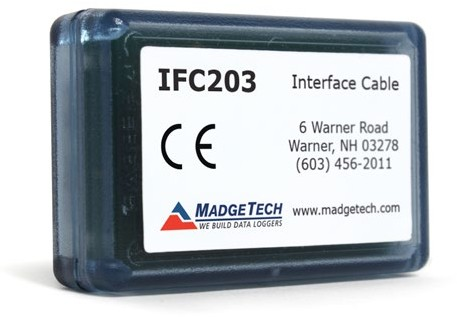 IFC203 Interface Cable
CE
6 Warner Road
Warner, NH 03278
(603) 456-2011
MADGETECH
WE BUILD DATA LOGGERS
www.madgetech.com